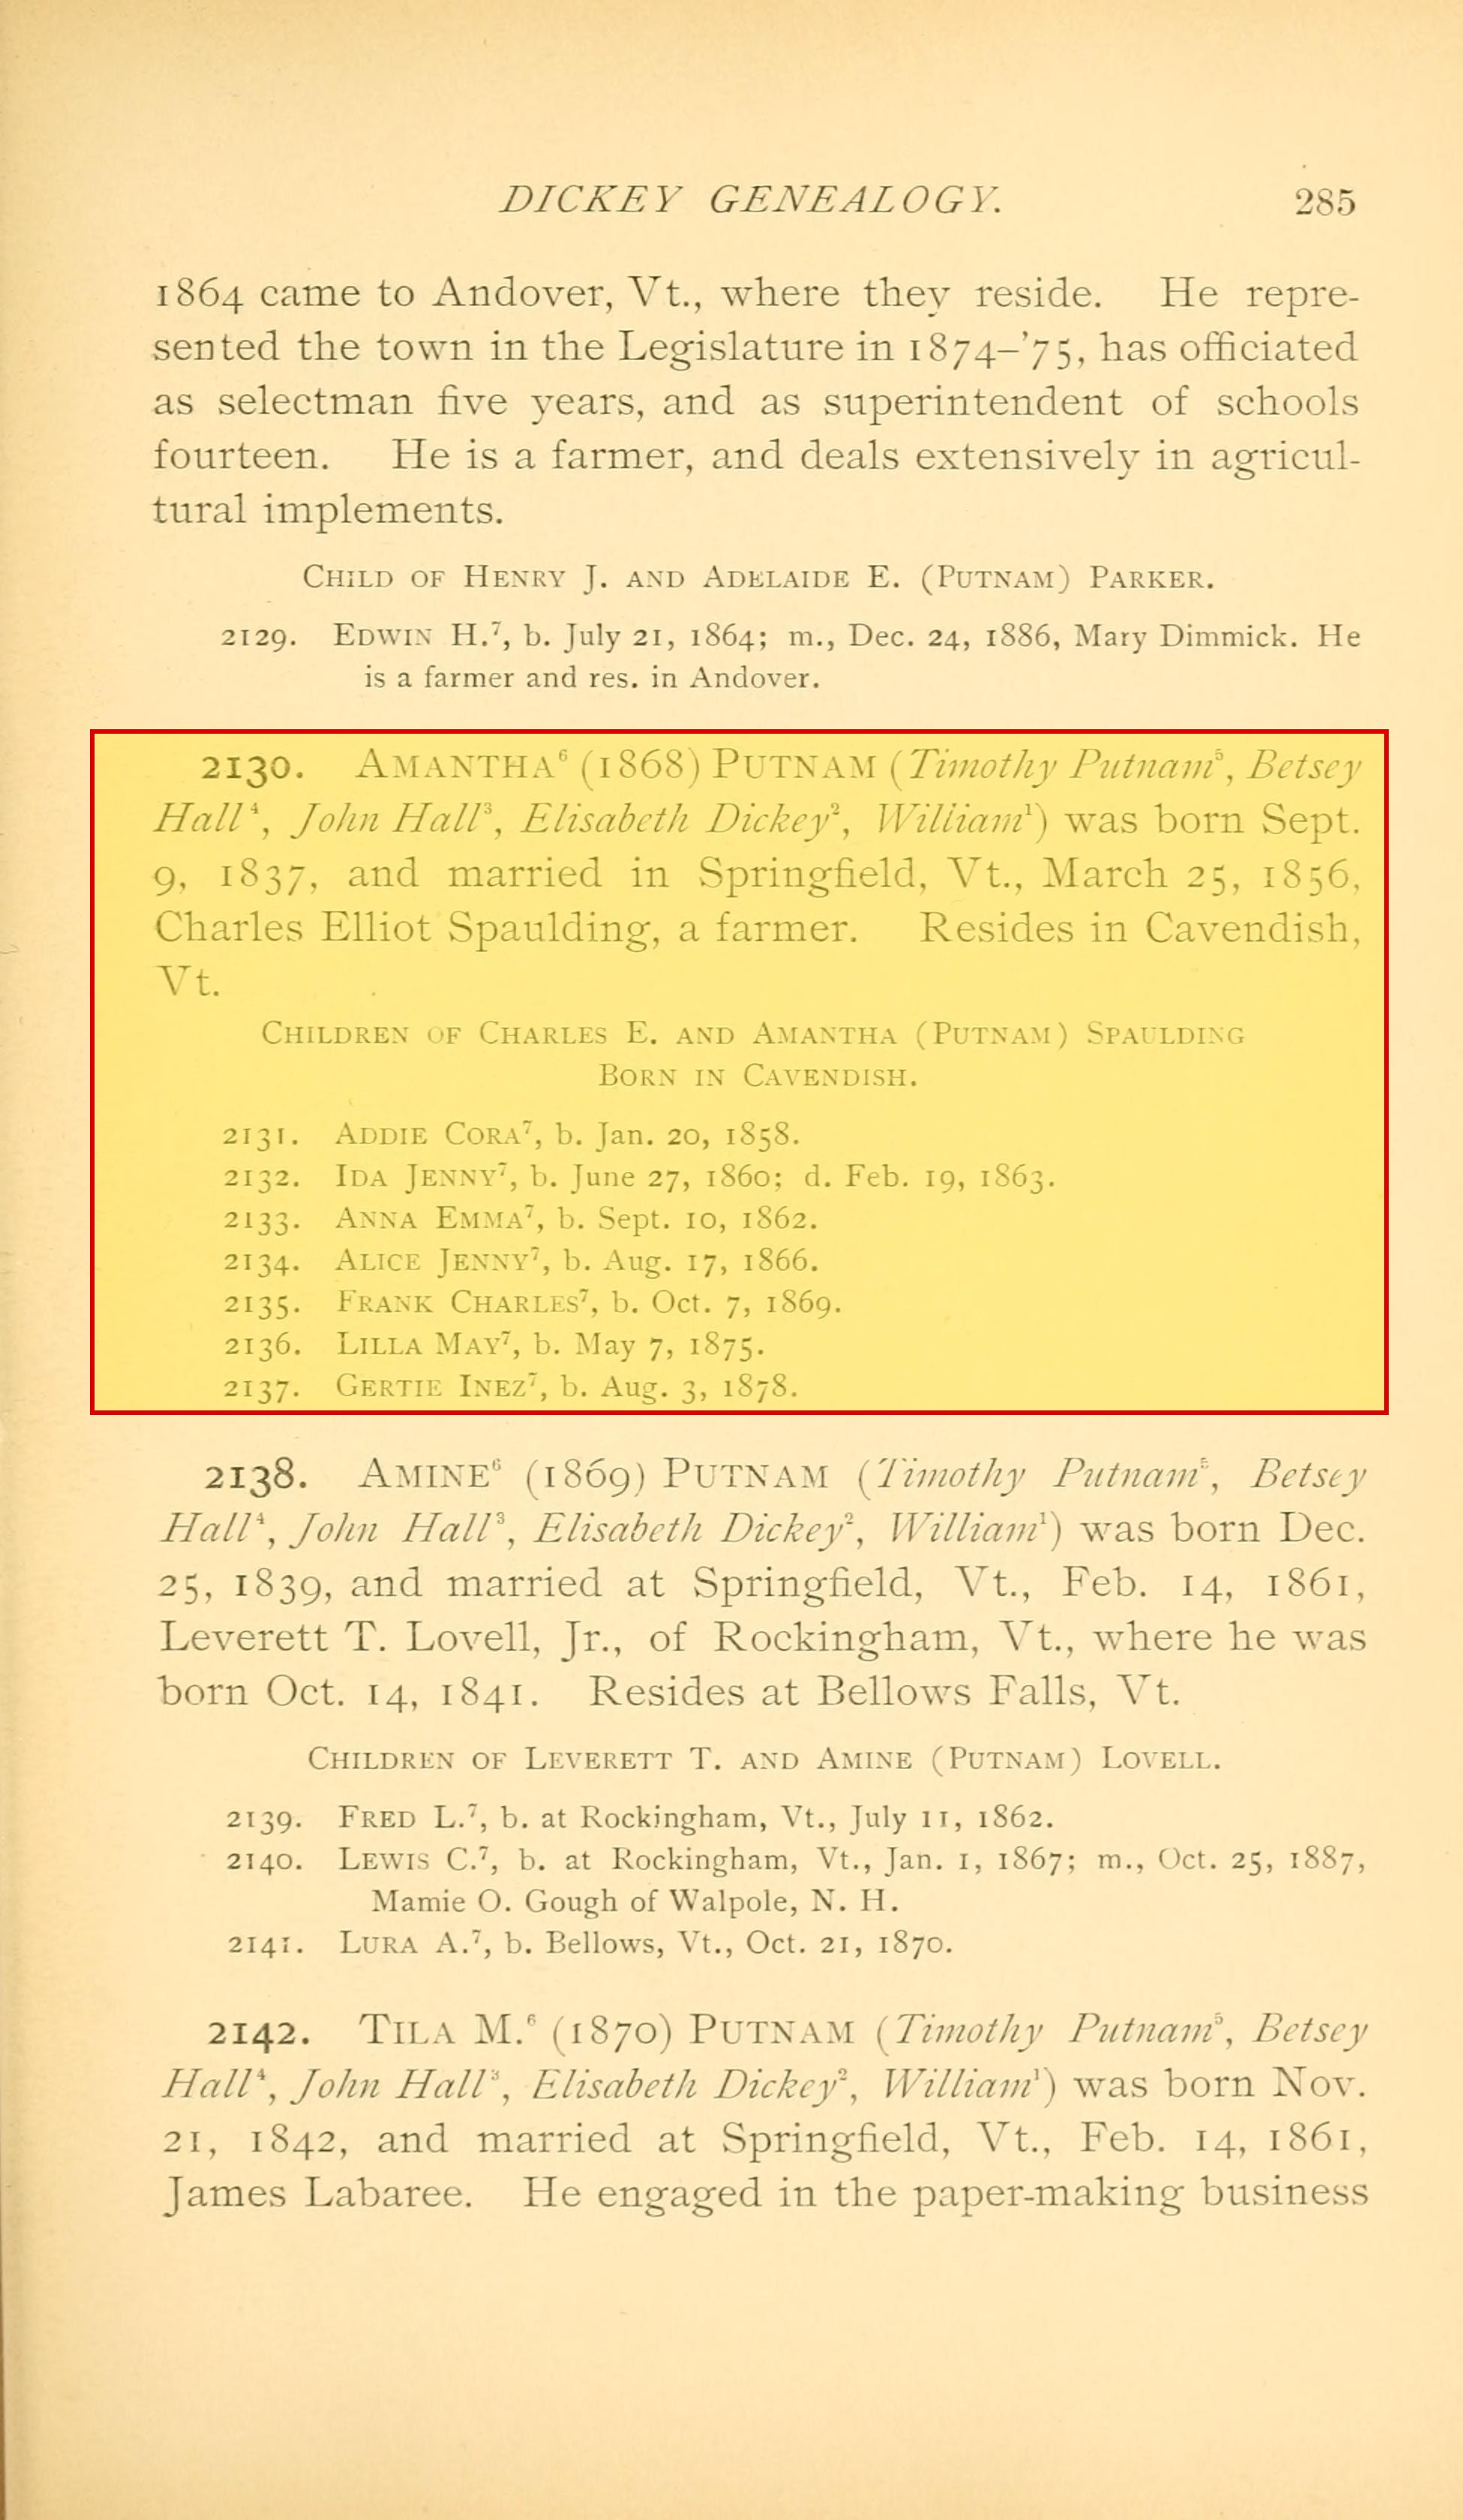 DICKEY GENEALOGY. 285
1864 came to Andover, Vt., where they reside. He repre-
sented the town in the Legislature in 1874–'75, has officiated
as selectman five years, and as superintendent of schools
fourteen. He is a farmer, and deals extensively in agricul-
tural implements.
CHILD OF HENRY J. AND ADELAIDE E. (PUTNAM) PARKER.
2129. EDWIN H.⁷, b. July 21, 1864; m., Dec. 24, 1886, Mary Dimmick. He
is a farmer and res. in Andover.
2130. AMANTHA⁶ (1868) PUTNAM (Timothy Putnam⁵, Betsey
Hall⁴, John Hall³, Elisabeth Dickey², William¹) was born Sept.
9, 1837, and married in Springfield, Vt., March 25, 1856,
Charles Elliot Spaulding, a farmer. Resides in Cavendish,
Vt.
CHILDREN OF CHARLES E. AND AMANTHA (PUTNAM) SPAULDING
BORN IN CAVENDISH.
2131. ADDIE CORA⁷, b. Jan. 20, 1858.
2132. IDA JENNY⁷, b. June 27, 1860; d. Feb. 19, 1863.
2133. ANNA EMMA⁷, b. Sept. 10, 1862.
2134. ALICE JENNY⁷, b. Aug. 17, 1866.
2135. FRANK CHARLES⁷, b. Oct. 7, 1869.
2136. LILLA MAY⁷, b. May 7, 1875.
2137. GERTIE INEZ⁷, b. Aug. 3, 1878.
2138. AMINE⁶ (1869) PUTNAM (Timothy Putnam⁵, Betsey
Hall⁴, John Hall³, Elisabeth Dickey², William¹) was born Dec.
25, 1839, and married at Springfield, Vt., Feb. 14, 1861,
Leverett T. Lovell, Jr., of Rockingham, Vt., where he was
born Oct. 14, 1841. Resides at Bellows Falls, Vt.
CHILDREN OF LEVERETT T. AND AMINE (PUTNAM) LOVELL.
2139. FRED L.⁷, b. at Rockingham, Vt., July 11, 1862.
2140. LEWIS C.⁷, b. at Rockingham, Vt., Jan. 1, 1867; m., Oct. 25, 1887,
Mamie O. Gough of Walpole, N. H.
2141. LURA A.⁷, b. Bellows, Vt., Oct. 21, 1870.
2142. TILA M.⁶ (1870) PUTNAM (Timothy Putnam⁵, Betsey
Hall⁴, John Hall³, Elisabeth Dickey², William¹) was born Nov.
21, 1842, and married at Springfield, Vt., Feb. 14, 1861,
James Labaree. He engaged in the paper-making business